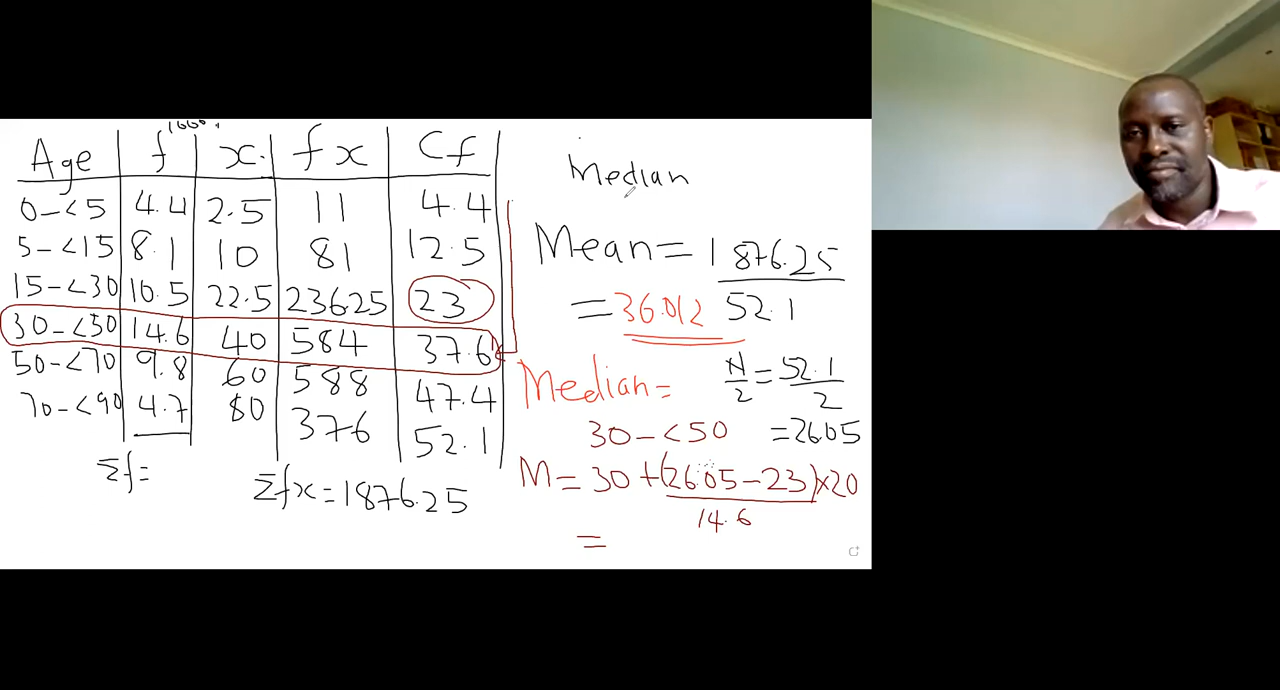 Age f 1000s x fx Cf
0-<5 4.4 2.5 11 4.4
5-<15 8.1 10 81 12.5
15-<30 10.5 22.5 236.25 23
30-<50 14.6 40 584 37.6
50-<70 9.8 60 588 47.4
70-<90 4.7 80 376 52.1
Σf=
Σfx=1876.25
Median
Mean= 1876.25
52.1
=36.012
Median=
N/2=52.1/2
30-<50 =26.05
M=30+(26.05-23)×20
14.6
=